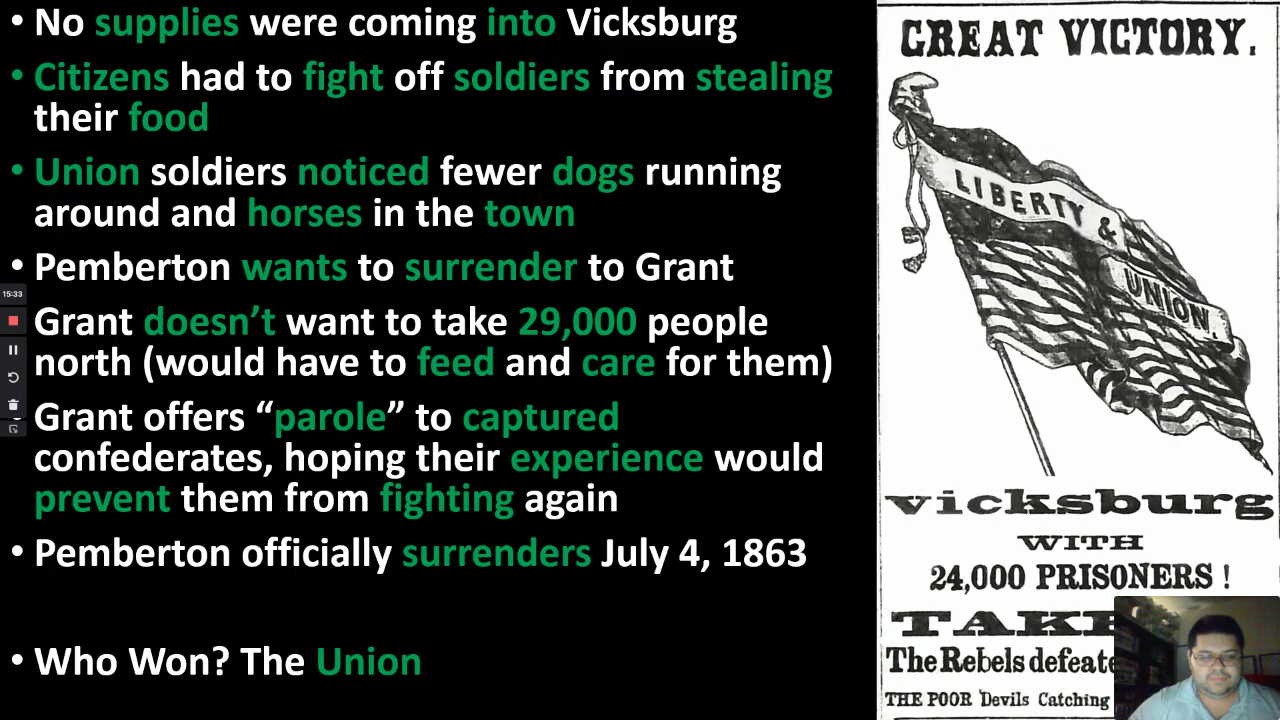 • No supplies were coming into Vicksburg
• Citizens had to fight off soldiers from stealing
their food
• Union soldiers noticed fewer dogs running
around and horses in the town
• Pemberton wants to surrender to Grant
15:33
• Grant doesn’t want to take 29,000 people
north (would have to feed and care for them)
• Grant offers “parole” to captured
confederates, hoping their experience would
prevent them from fighting again
• Pemberton officially surrenders July 4, 1863
• Who Won? The Union
GREAT VICTORY.
LIBERTY &
UNION.
vicksburg
WITH
24,000 PRISONERS !
The Rebels defeate
THE POOR Devils Catching